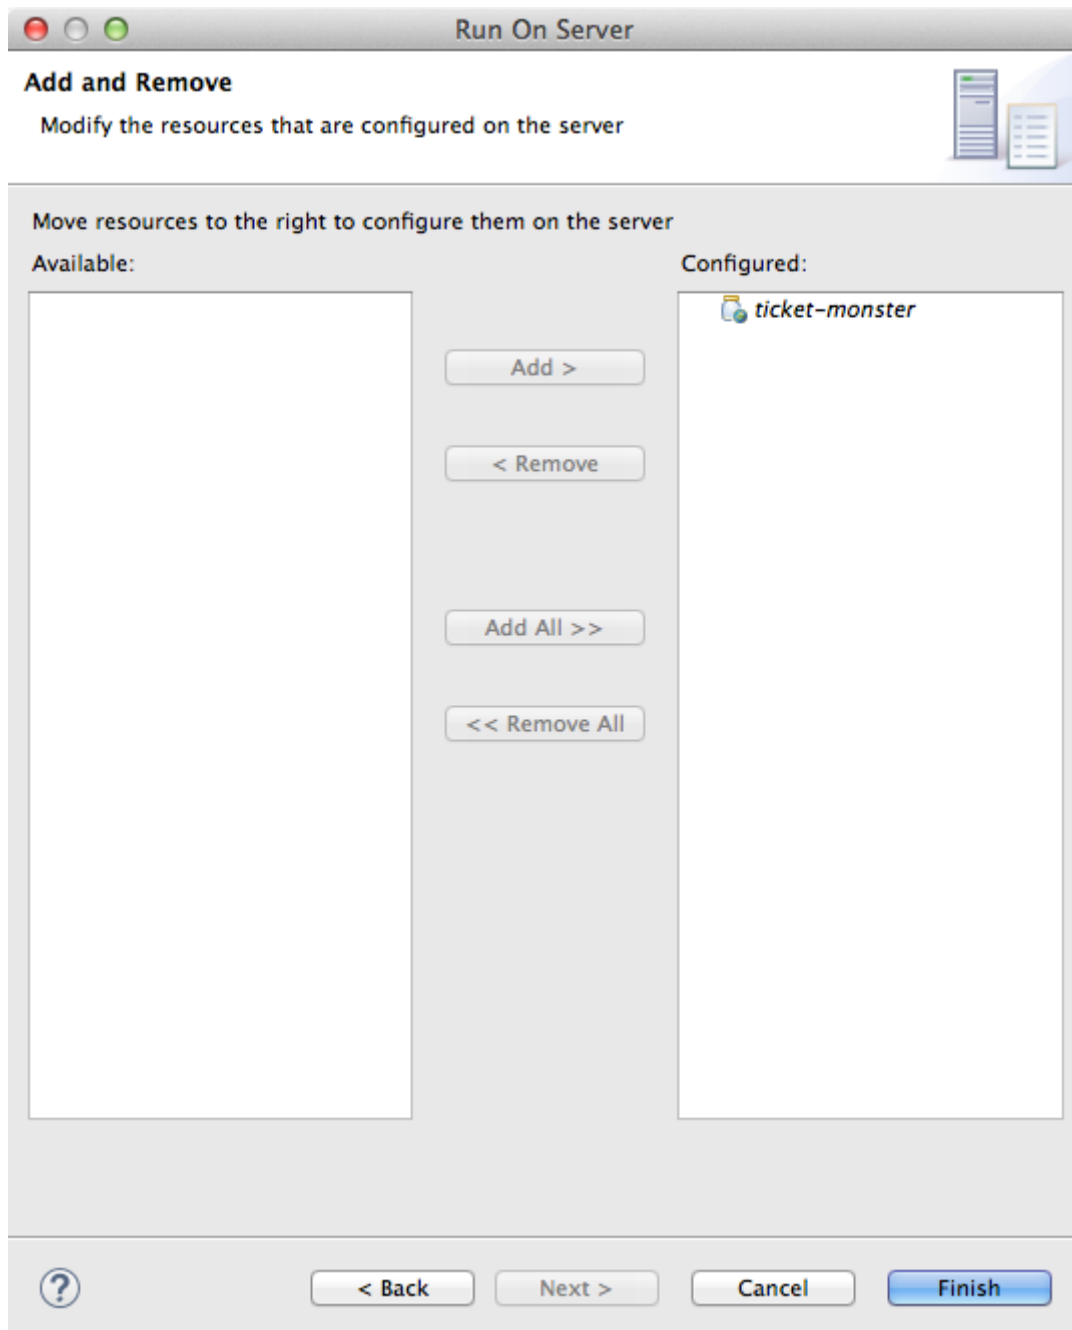 Run On Server
Add and Remove
Modify the resources that are configured on the server
Move resources to the right to configure them on the server
Available:
Configured:
ticket-monster
Add >
< Remove
Add All >>
<< Remove All
?
< Back
Next >
Cancel
Finish